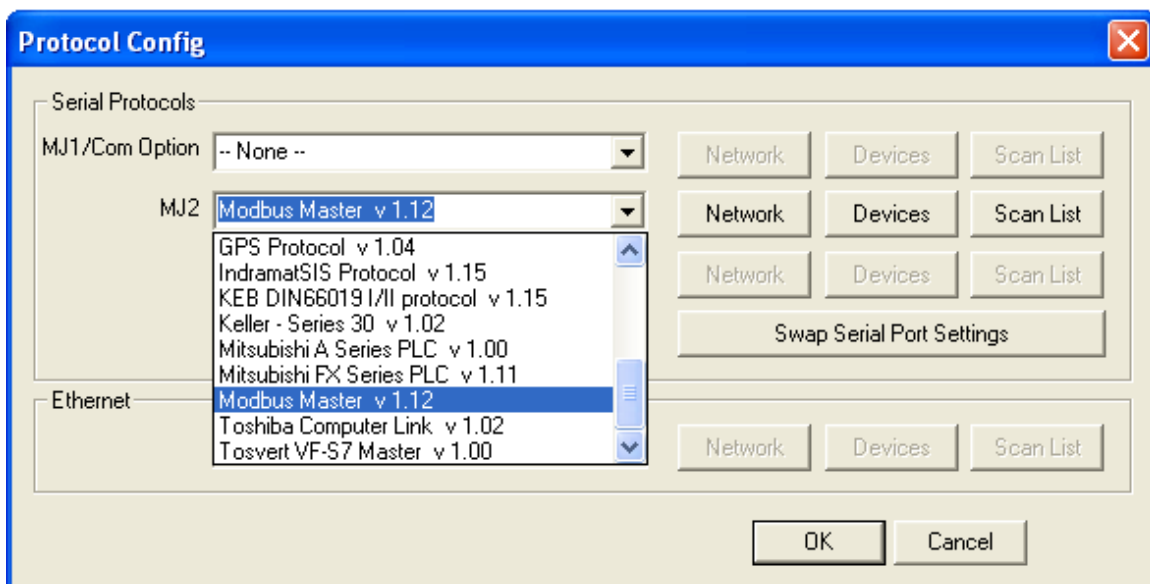 Protocol Config
Serial Protocols
MJ1/Com Option -- None -- Network Devices Scan List
MJ2 Modbus Master v 1.12 Network Devices Scan List
GPS Protocol v 1.04
IndramatSIS Protocol v 1.15
Network Devices Scan List
KEB DIN66019 I/II protocol v 1.15
Keller - Series 30 v 1.02
Swap Serial Port Settings
Mitsubishi A Series PLC v 1.00
Mitsubishi FX Series PLC v 1.11
Ethernet
Modbus Master v 1.12
Toshiba Computer Link v 1.02
Tosvert VF-S7 Master v 1.00
Network Devices Scan List
OK Cancel